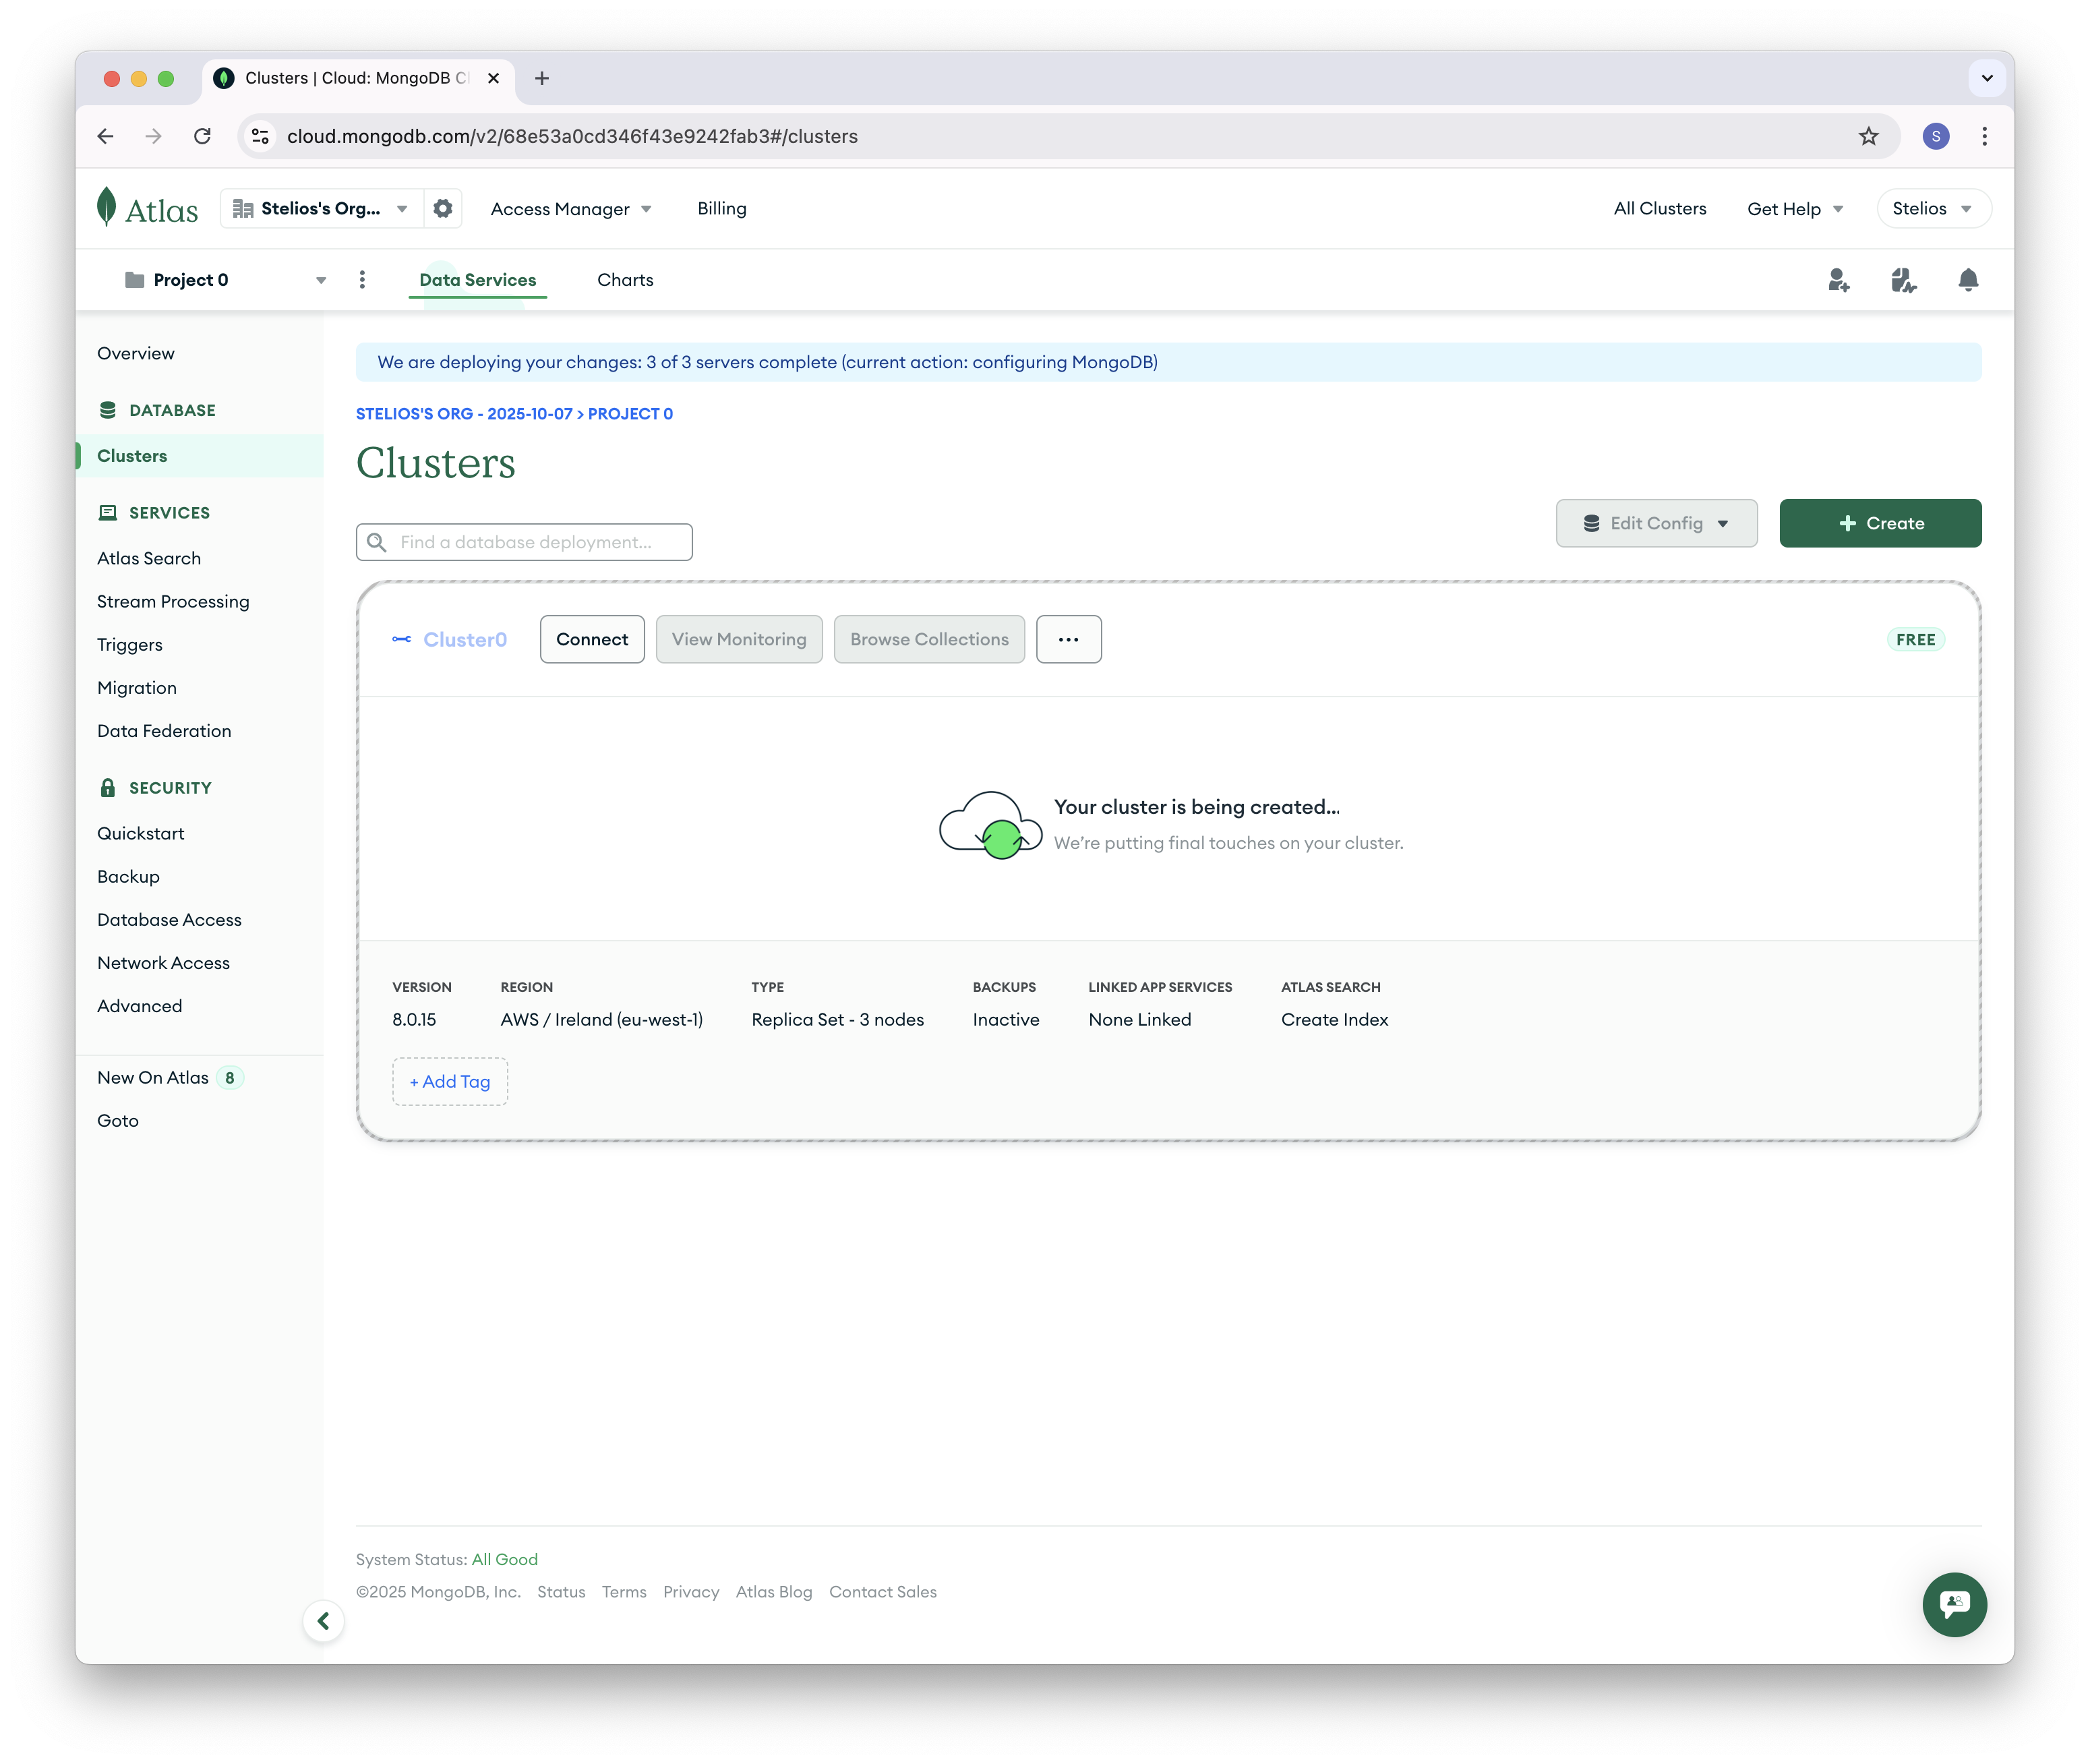 Clusters | Cloud: MongoDB Cl
cloud.mongodb.com/v2/68e53a0cd346f43e9242fab3#/clusters
S
Atlas
Stelios's Org...
Access Manager
Billing
All Clusters
Get Help
Stelios
Project 0
Data Services
Charts
Overview
DATABASE
Clusters
SERVICES
Atlas Search
Stream Processing
Triggers
Migration
Data Federation
SECURITY
Quickstart
Backup
Database Access
Network Access
Advanced
New On Atlas 8
Goto
We are deploying your changes: 3 of 3 servers complete (current action: configuring MongoDB)
STELIOS'S ORG - 2025-10-07 > PROJECT 0
Clusters
Find a database deployment...
Edit Config
+ Create
Cluster0
Connect
View Monitoring
Browse Collections
...
FREE
Your cluster is being created...
We're putting final touches on your cluster.
VERSION REGION TYPE BACKUPS LINKED APP SERVICES ATLAS SEARCH
8.0.15 AWS / Ireland (eu-west-1) Replica Set - 3 nodes Inactive None Linked Create Index
+ Add Tag
System Status: All Good
©2025 MongoDB, Inc. Status Terms Privacy Atlas Blog Contact Sales